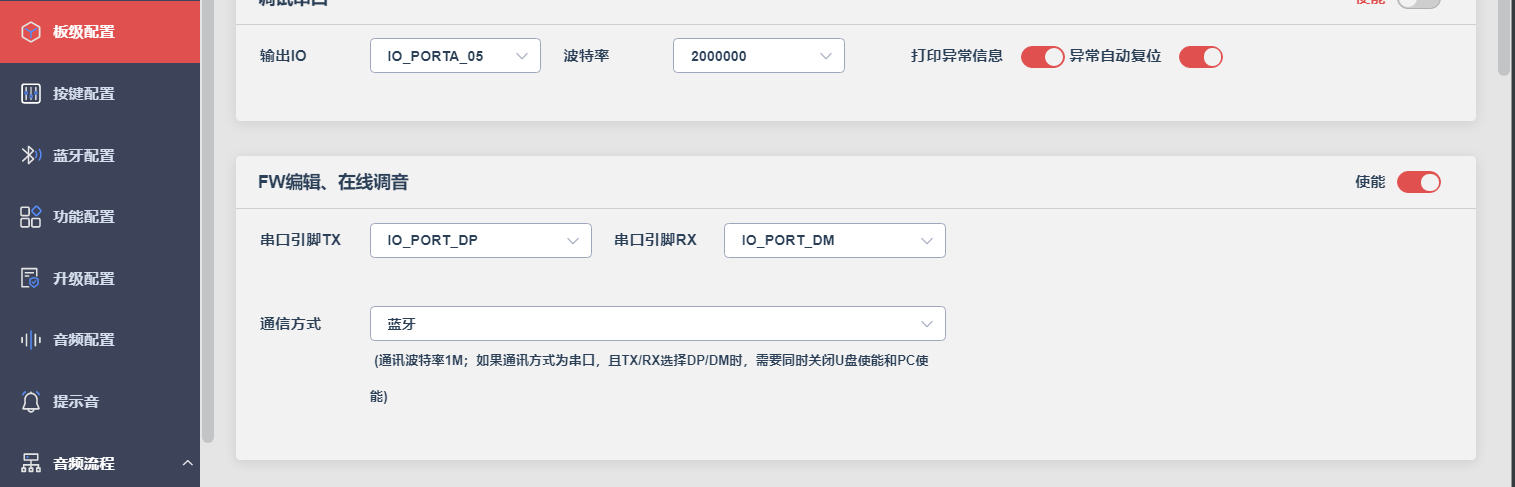 板级配置
按键配置
蓝牙配置
功能配置
升级配置
音频配置
提示音
音频流程
调试串口 使能
输出IO IO_PORTA_05 波特率 2000000 打印异常信息 异常自动复位
FW编辑、在线调音 使能
串口引脚TX IO_PORT_DP 串口引脚RX IO_PORT_DM
通信方式 蓝牙
(通讯波特率1M；如果通讯方式为串口，且TX/RX选择DP/DM时，需要同时关闭U盘使能和PC使
能)